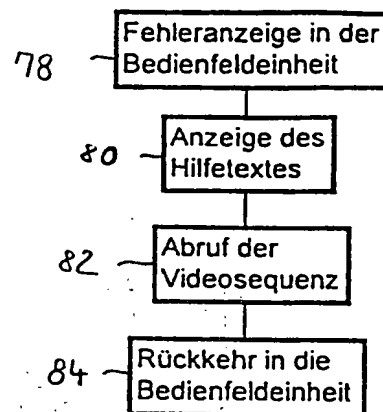 78
Fehleranzeige in der
Bedienfeldeinheit
80
Anzeige des
Hilfetextes
82
Abruf der
Videosequenz
84
Rückkehr in die
Bedienfeldeinheit